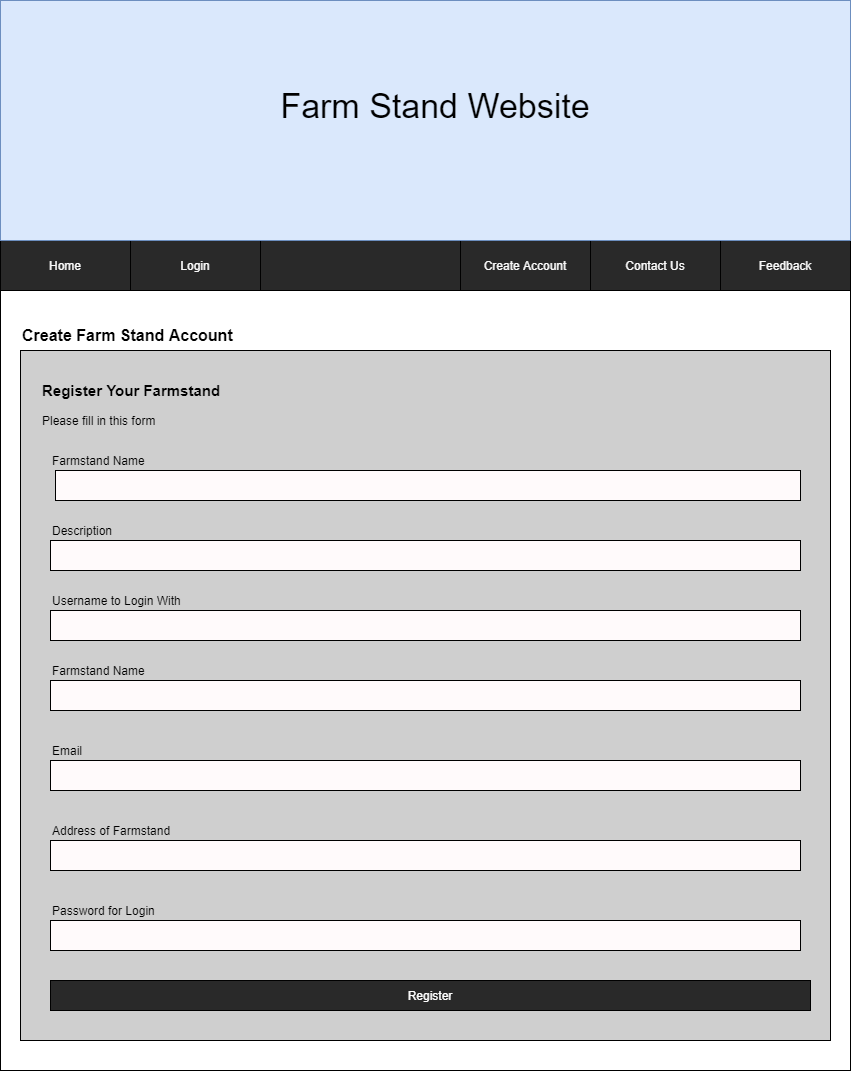 Farm Stand Website
Home Login Create Account Contact Us Feedback
Create Farm Stand Account
Register Your Farmstand
Please fill in this form
Farmstand Name
Description
Username to Login With
Farmstand Name
Email
Address of Farmstand
Password for Login
Register